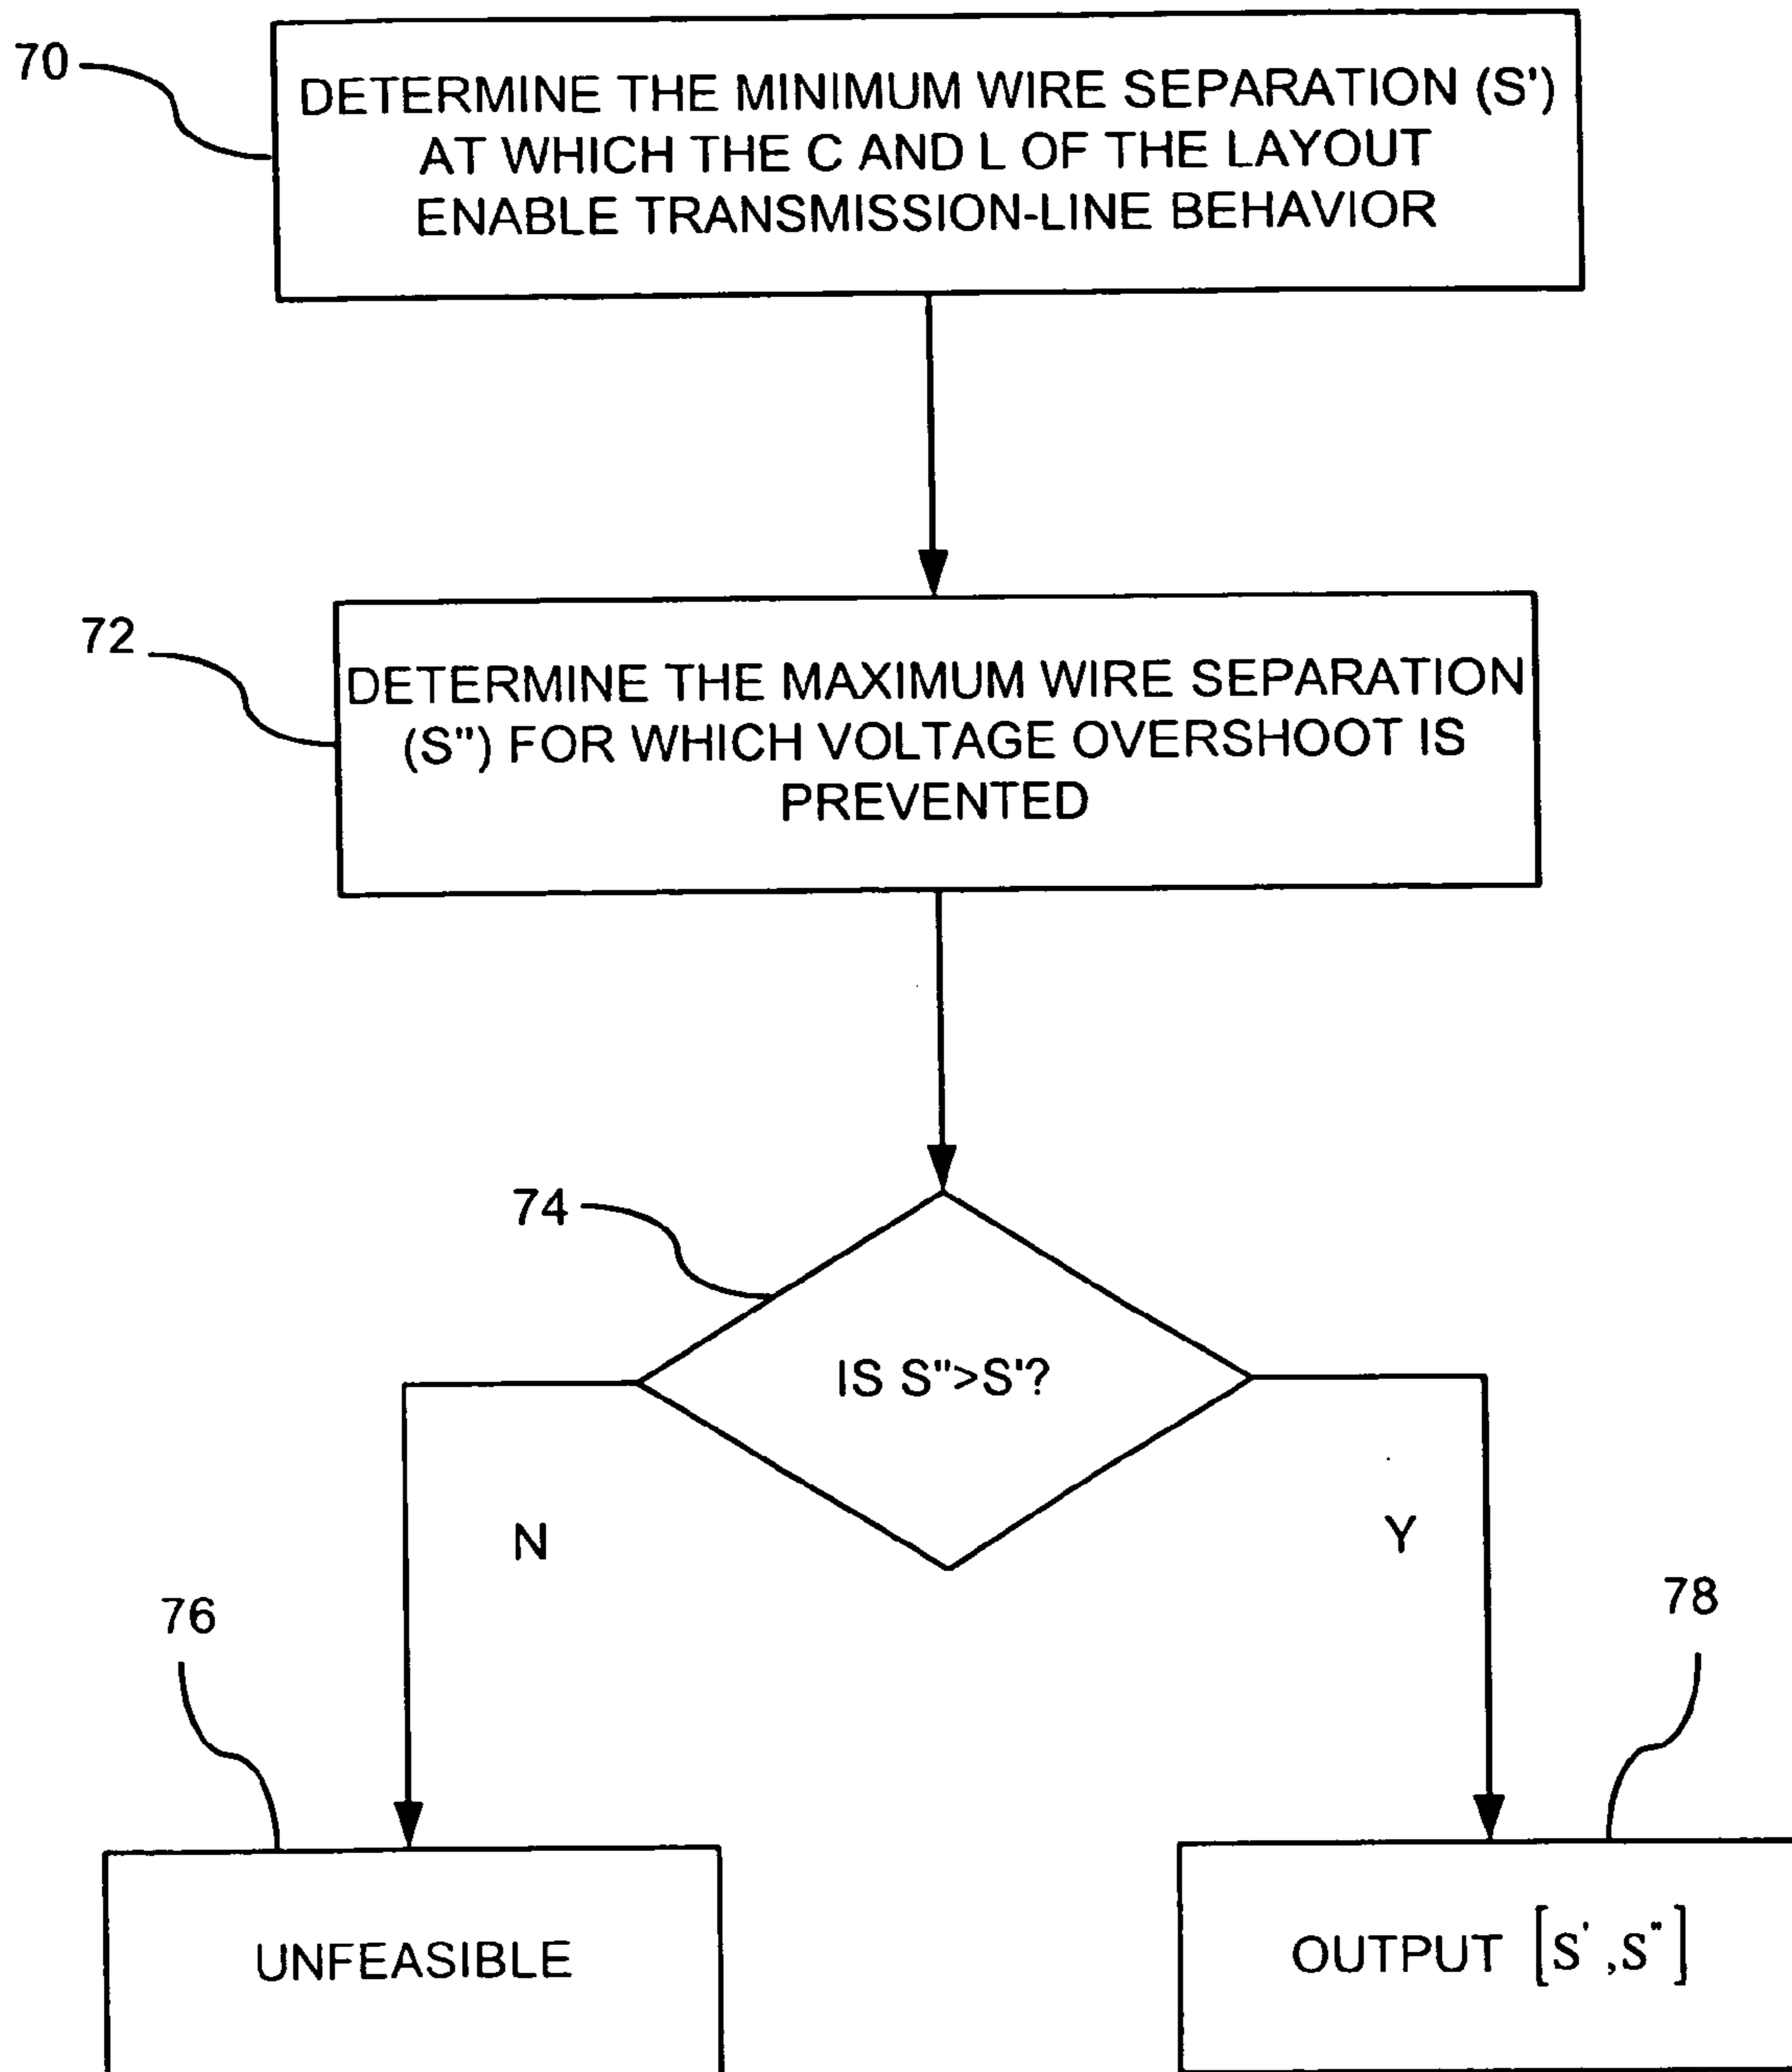 70
DETERMINE THE MINIMUM WIRE SEPARATION (S')
AT WHICH THE C AND L OF THE LAYOUT
ENABLE TRANSMISSION-LINE BEHAVIOR
72
DETERMINE THE MAXIMUM WIRE SEPARATION
(S") FOR WHICH VOLTAGE OVERSHOOT IS
PREVENTED
74
IS S">S'?
N
Y
76
78
UNFEASIBLE
OUTPUT [S',S"]